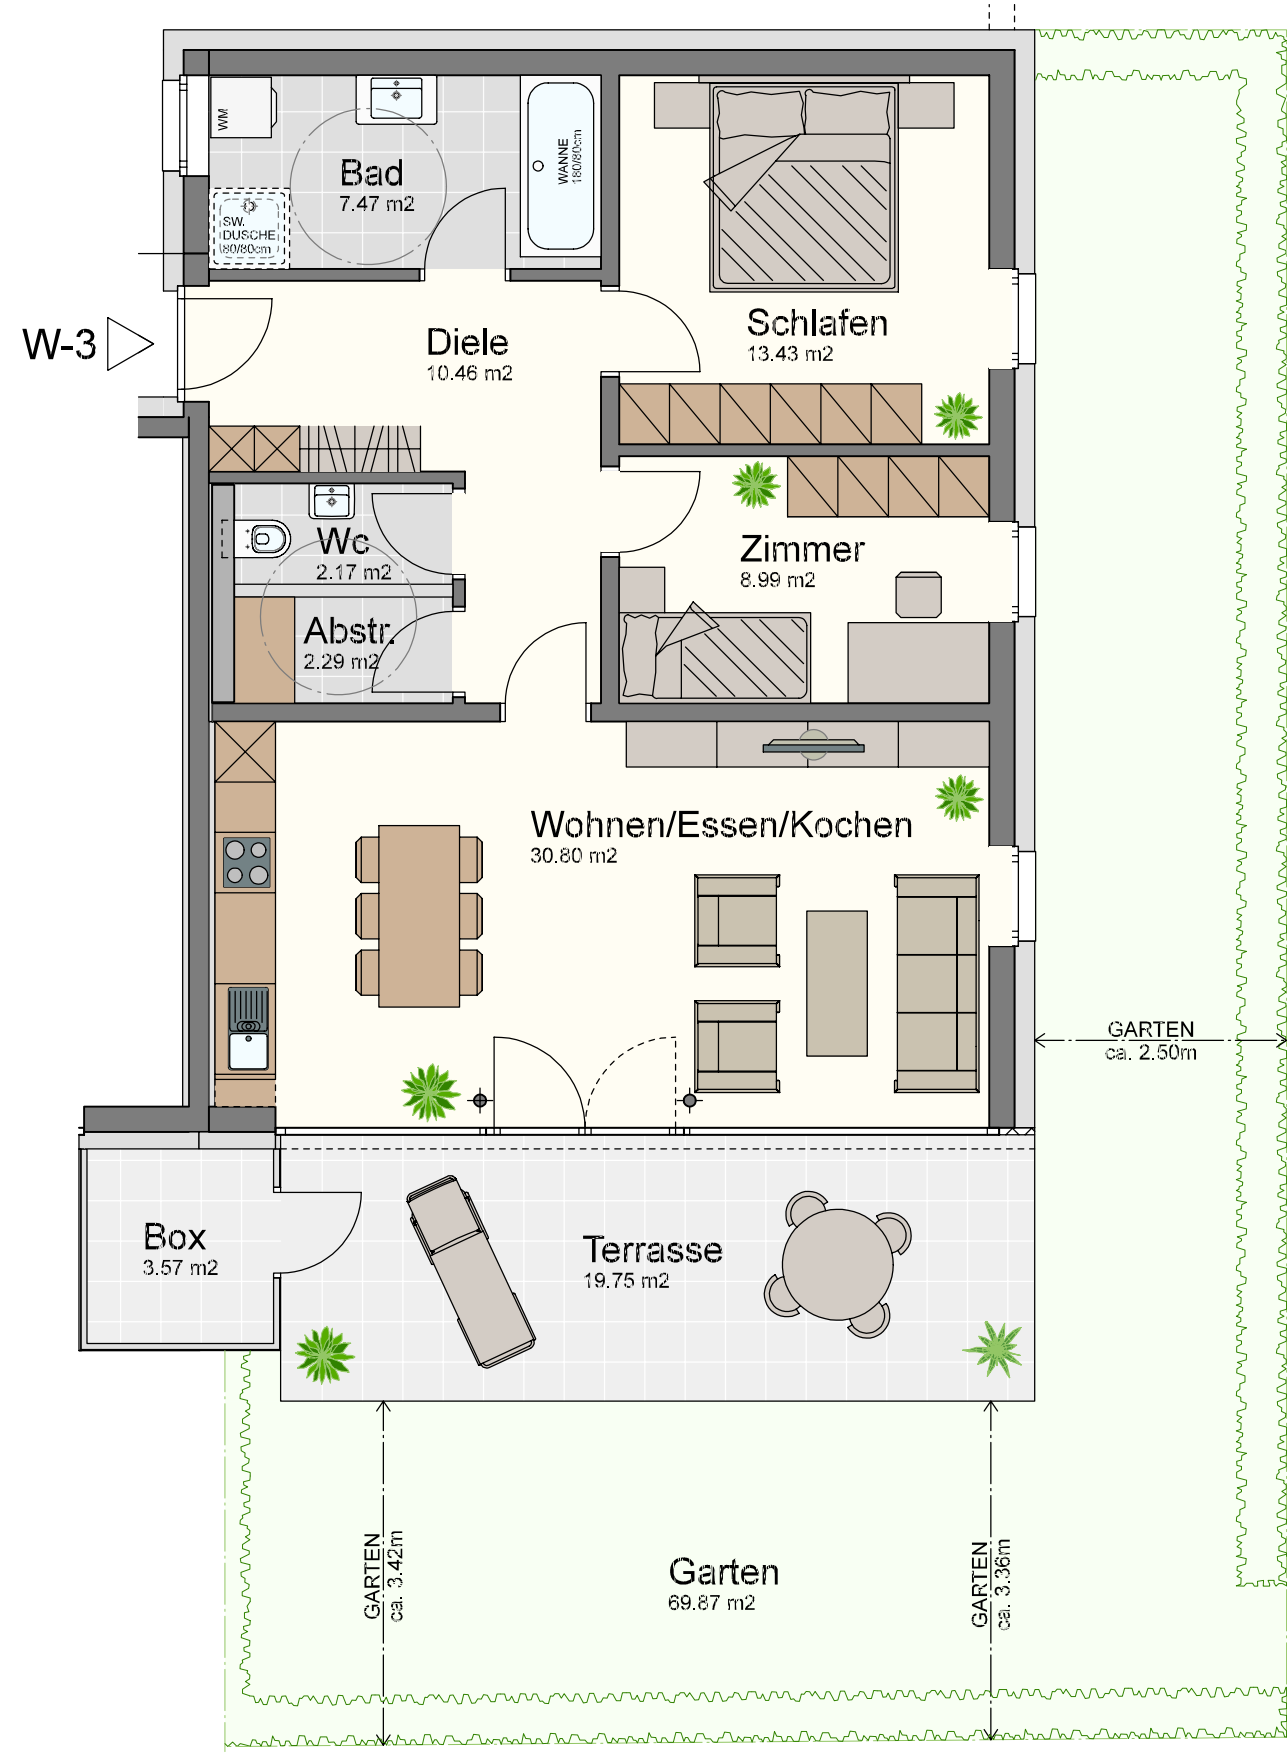 WM
Bad
7.47 m2
WANNE
180/80cm
SW.
DUSCHE
80/80cm
W-3
Diele
10.46 m2
Schlafen
13.43 m2
Wc
2.17 m2
Zimmer
8.99 m2
Abstr.
2.29 m2
Wohnen/Essen/Kochen
30.80 m2
GARTEN
ca. 2.50m
Box
3.57 m2
Terrasse
19.75 m2
GARTEN
ca. 3.42m
Garten
69.87 m2
GARTEN
ca. 3.36m